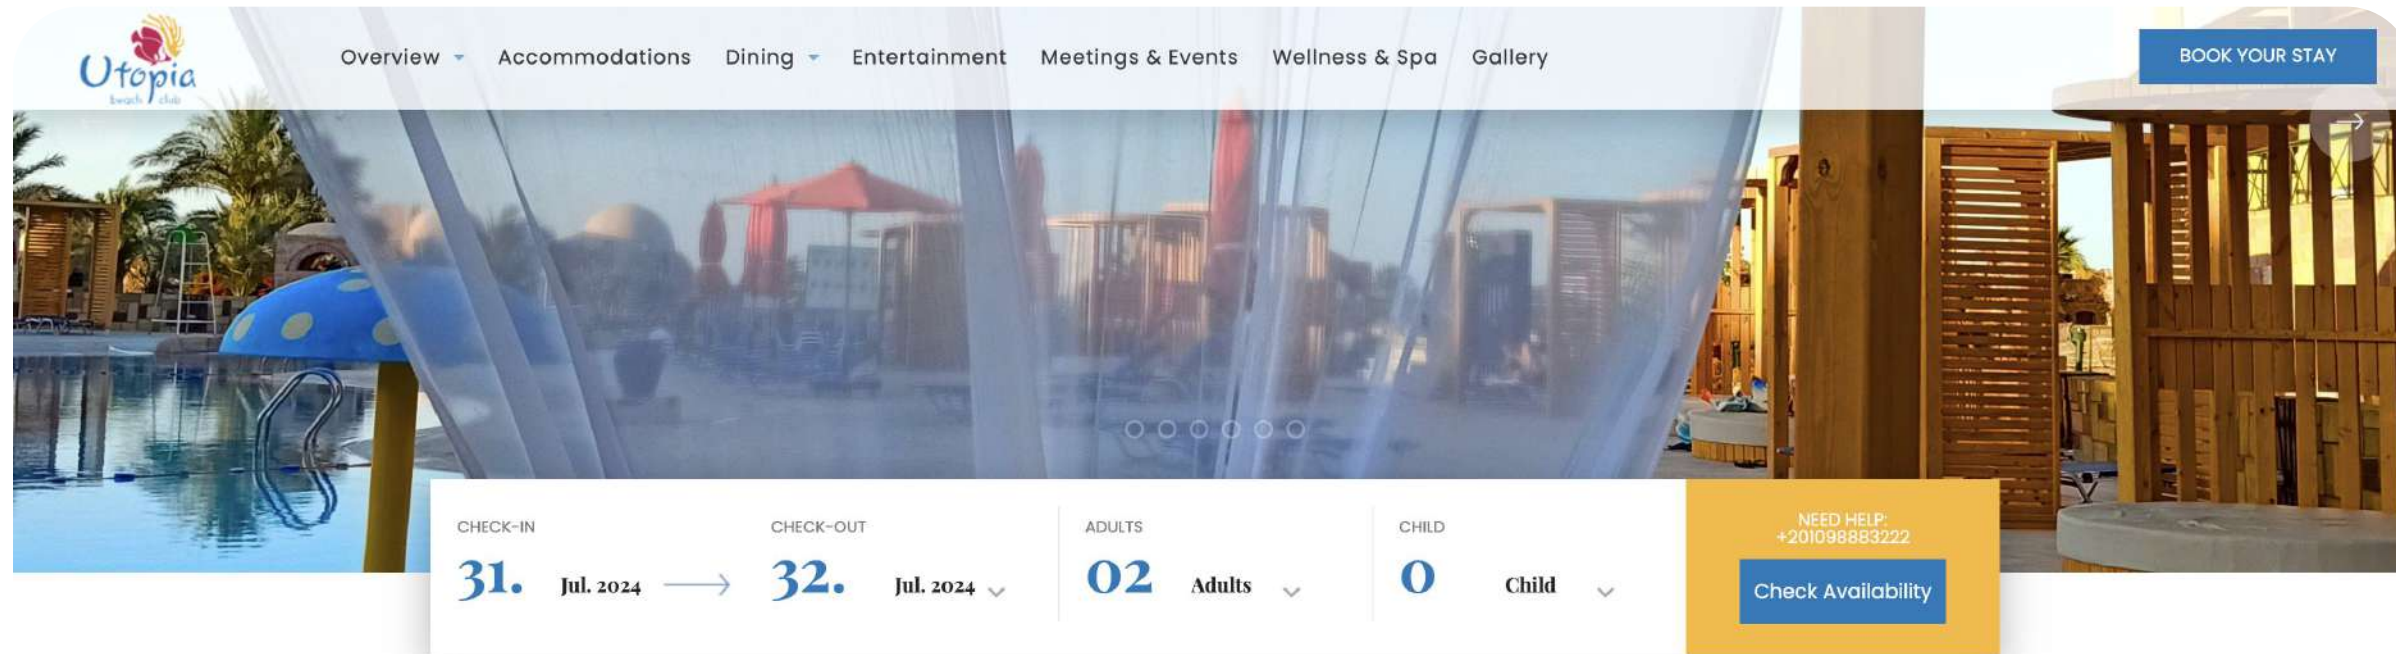 Utopia
beach club
Overview
Accommodations
Dining
Entertainment
Meetings & Events
Wellness & Spa
Gallery
BOOK YOUR STAY
CHECK-IN
31. Jul. 2024
CHECK-OUT
32. Jul. 2024
ADULTS
02 Adults
CHILD
0 Child
NEED HELP:
+201098883222
Check Availability